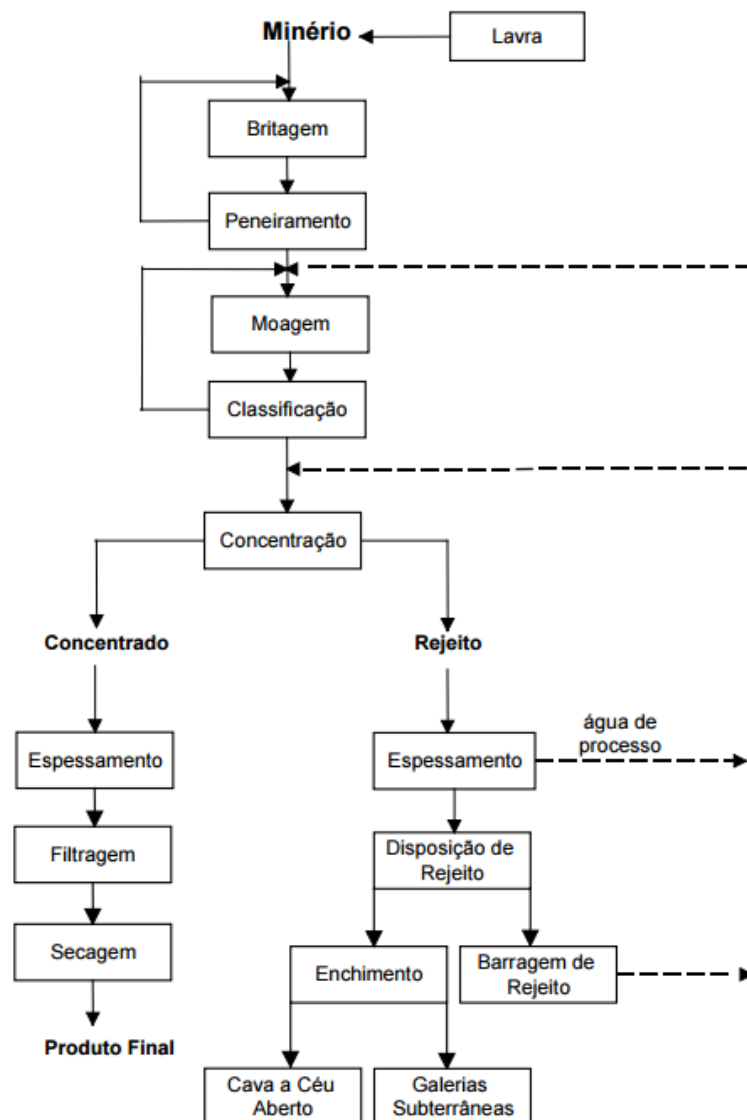 Minério
Lavra
Britagem
Peneiramento
Moagem
Classificação
Concentração
Concentrado
Rejeito
água de
processo
Espessamento
Espessamento
Filtragem
Disposição de
Rejeito
Secagem
Enchimento
Barragem de
Rejeito
Produto Final
Cava a Céu
Aberto
Galerias
Subterrâneas